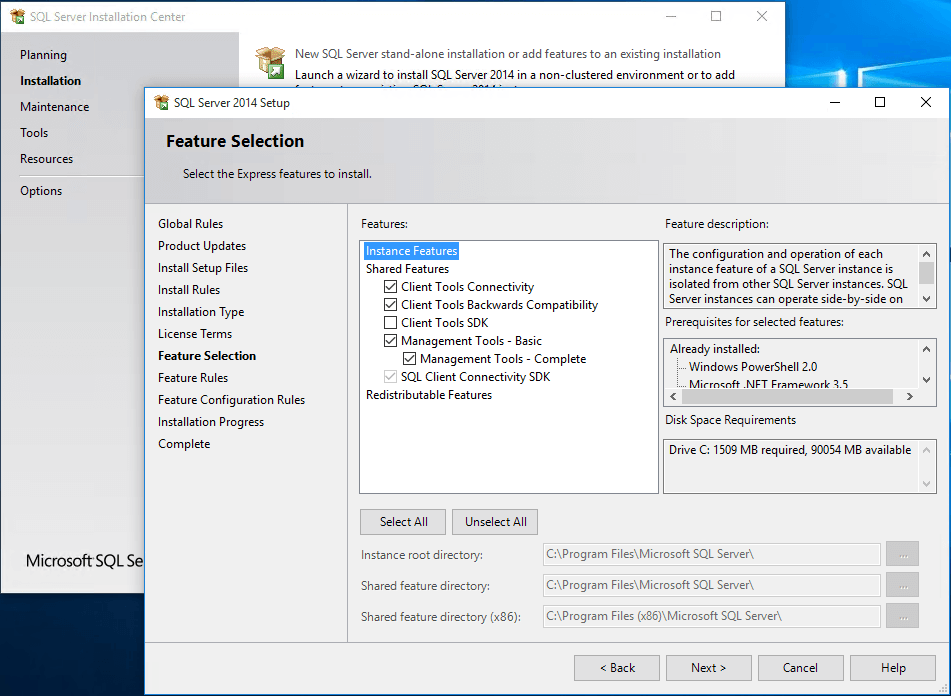 SQL Server Installation Center
Planning
Installation
Maintenance
Tools
Resources
Options
New SQL Server stand-alone installation or add features to an existing installation
Launch a wizard to install SQL Server 2014 in a non-clustered environment or to add
Microsoft SQL Se
SQL Server 2014 Setup
Feature Selection
Select the Express features to install.
Global Rules
Product Updates
Install Setup Files
Install Rules
Installation Type
License Terms
Feature Selection
Feature Rules
Feature Configuration Rules
Installation Progress
Complete
Features:
Instance Features
Shared Features
Client Tools Connectivity
Client Tools Backwards Compatibility
Client Tools SDK
Management Tools - Basic
Management Tools - Complete
SQL Client Connectivity SDK
Redistributable Features
Feature description:
The configuration and operation of each
instance feature of a SQL Server instance is
isolated from other SQL Server instances. SQL
Server instances can operate side-by-side on
Prerequisites for selected features:
Already installed:
Windows PowerShell 2.0
Microsoft .NET Framework 3.5
Disk Space Requirements
Drive C: 1509 MB required, 90054 MB available
Select All
Unselect All
Instance root directory:
C:\Program Files\Microsoft SQL Server\
...
Shared feature directory:
C:\Program Files\Microsoft SQL Server\
...
Shared feature directory (x86):
C:\Program Files (x86)\Microsoft SQL Server\
...
< Back
Next >
Cancel
Help